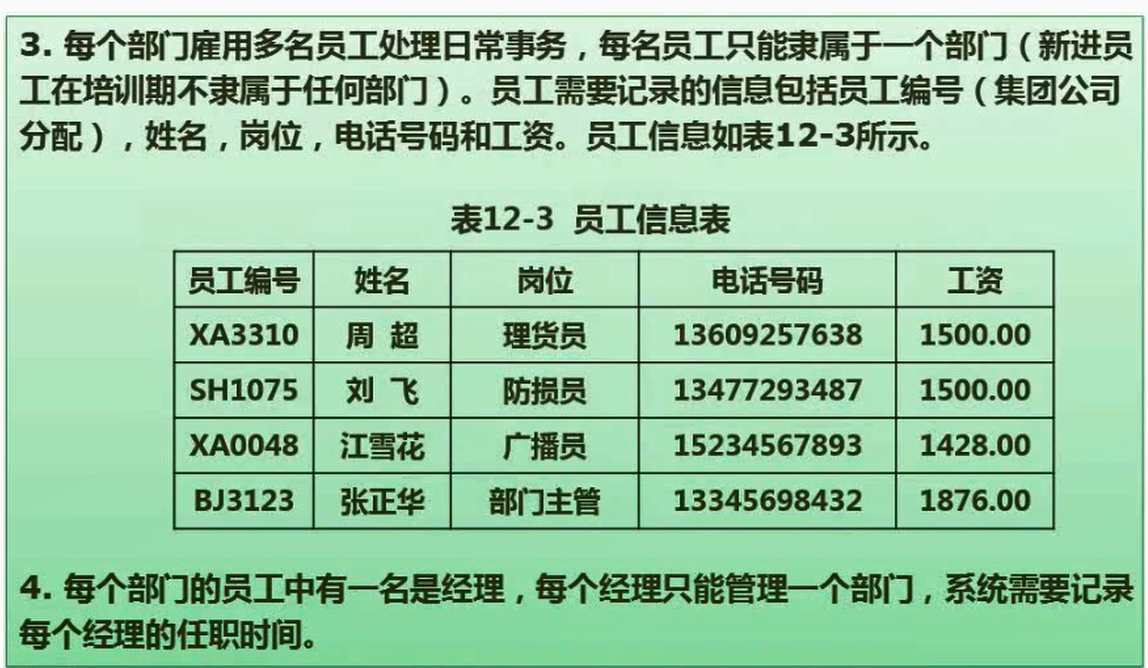 3. 每个部门雇用多名员工处理日常事务，每名员工只能隶属于一个部门（新进员
工在培训期不隶属于任何部门）。员工需要记录的信息包括员工编号（集团公司
分配），姓名，岗位，电话号码和工资。员工信息如表12-3所示。
表12-3 员工信息表
员工编号 姓名 岗位 电话号码 工资
XA3310 周 超 理货员 13609257638 1500.00
SH1075 刘 飞 防损员 13477293487 1500.00
XA0048 江雪花 广播员 15234567893 1428.00
BJ3123 张正华 部门主管 13345698432 1876.00
4. 每个部门的员工中有一名是经理，每个经理只能管理一个部门，系统需要记录
每个经理的任职时间。